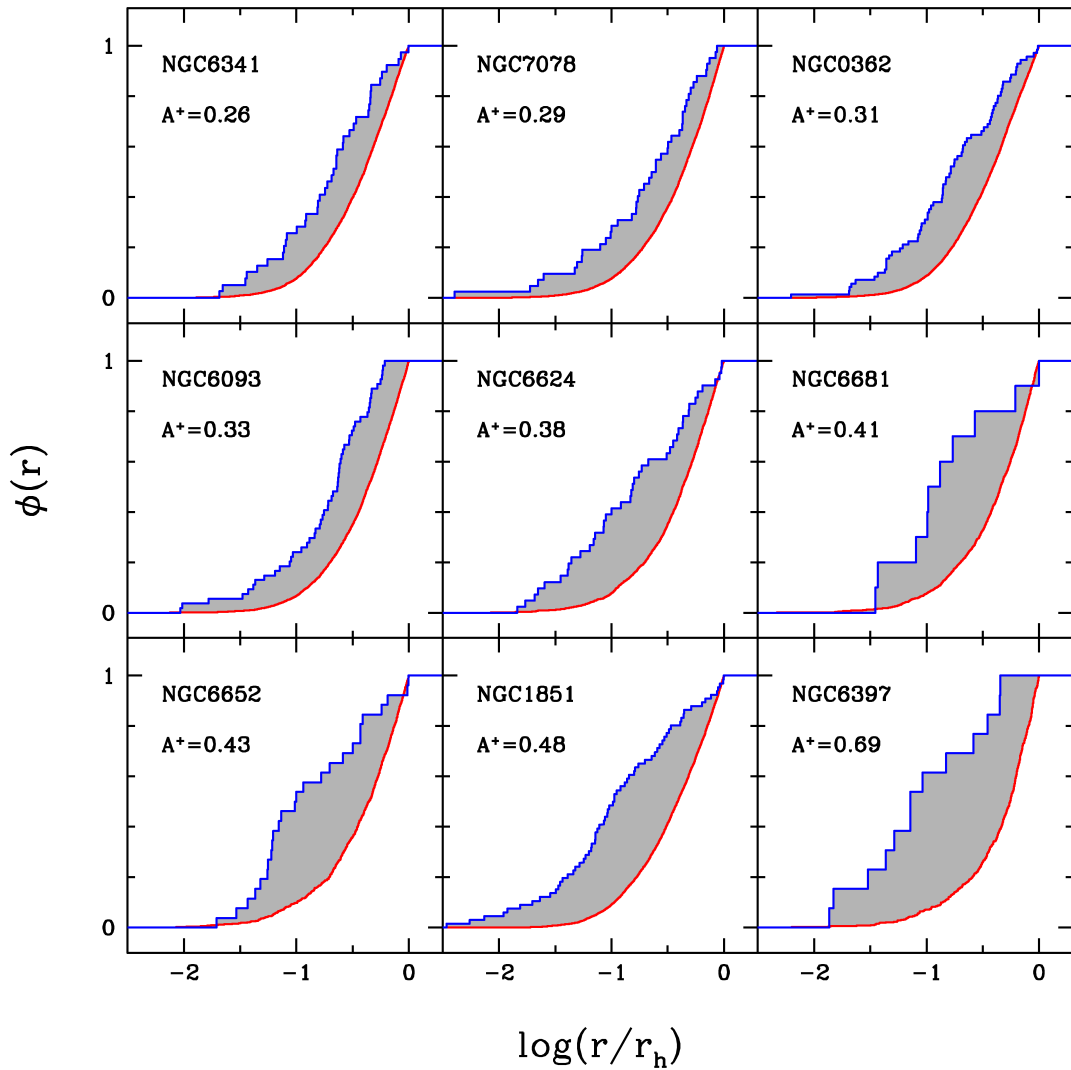 1
NGC6341
A⁺=0.26
0
NGC7078
A⁺=0.29
NGC0362
A⁺=0.31
1
NGC6093
A⁺=0.33
0
NGC6624
A⁺=0.38
NGC6681
A⁺=0.41
1
NGC6652
A⁺=0.43
0
NGC1851
A⁺=0.48
NGC6397
A⁺=0.69
-2 -1 0 -2 -1 0 -2 -1 0
ϕ(r)
log(r/r_h)